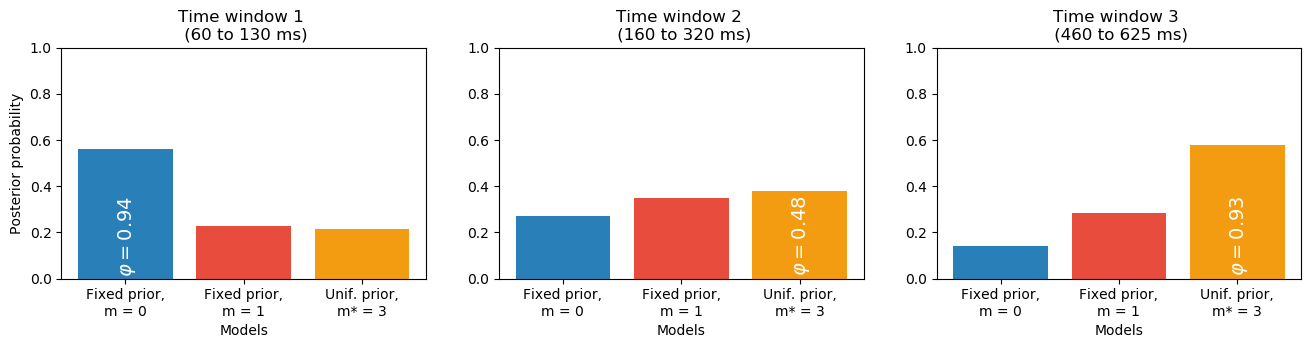 Time window 1
(60 to 130 ms)
Posterior probability
1.0
0.8
0.6
0.4
0.2
0.0
φ = 0.94
Fixed prior,
m = 0
Fixed prior,
m = 1
Unif. prior,
m* = 3
Models
Time window 2
(160 to 320 ms)
1.0
0.8
0.6
0.4
0.2
0.0
φ = 0.48
Fixed prior,
m = 0
Fixed prior,
m = 1
Unif. prior,
m* = 3
Models
Time window 3
(460 to 625 ms)
1.0
0.8
0.6
0.4
0.2
0.0
φ = 0.93
Fixed prior,
m = 0
Fixed prior,
m = 1
Unif. prior,
m* = 3
Models